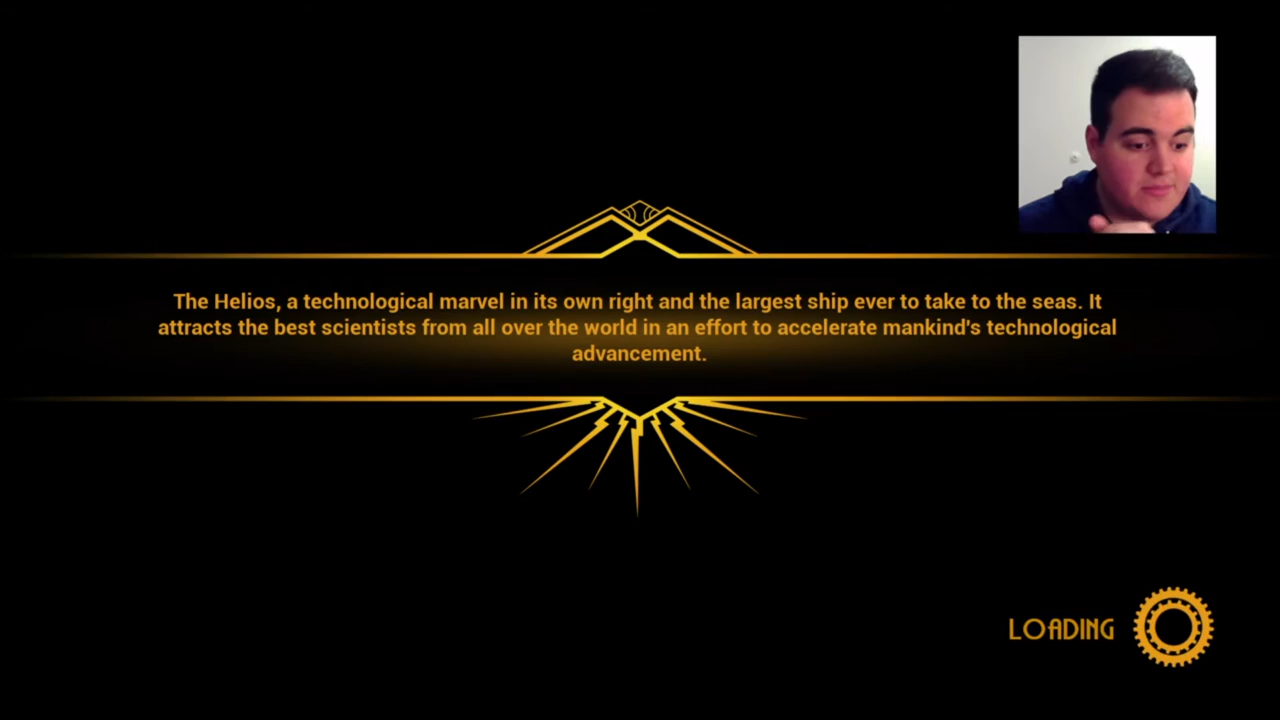 The Helios, a technological marvel in its own right and the largest ship ever to take to the seas. It
attracts the best scientists from all over the world in an effort to accelerate mankind's technological
advancement.
LOADING